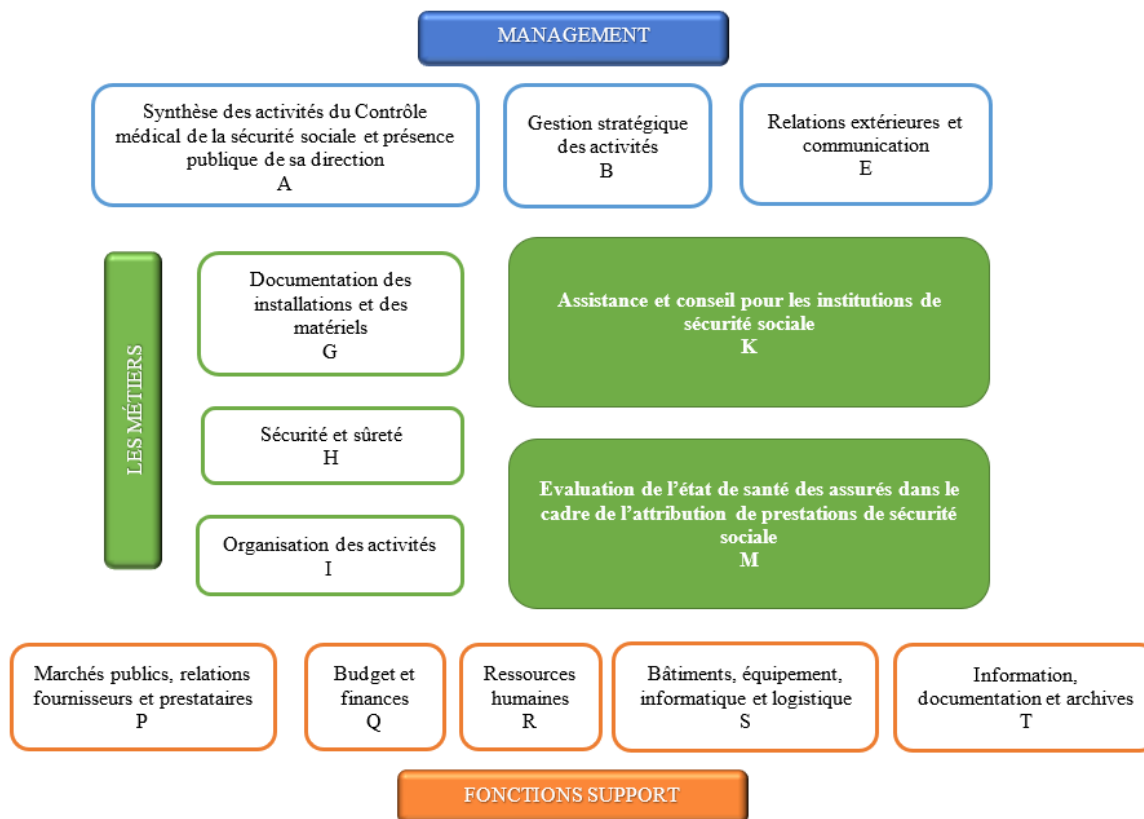 MANAGEMENT
Synthèse des activités du Contrôle
médical de la sécurité sociale et présence
publique de sa direction
A
Gestion stratégique
des activités
B
Relations extérieures et
communication
E
LES MÉTIERS
Documentation des
installations et des
matériels
G
Sécurité et sûreté
H
Organisation des activités
I
Assistance et conseil pour les institutions de
sécurité sociale
K
Evaluation de l'état de santé des assurés dans le
cadre de l'attribution de prestations de sécurité
sociale
M
Marchés publics, relations
fournisseurs et prestataires
P
Budget et
finances
Q
Ressources
humaines
R
Bâtiments, équipement,
informatique et logistique
S
Information,
documentation et archives
T
FONCTIONS SUPPORT